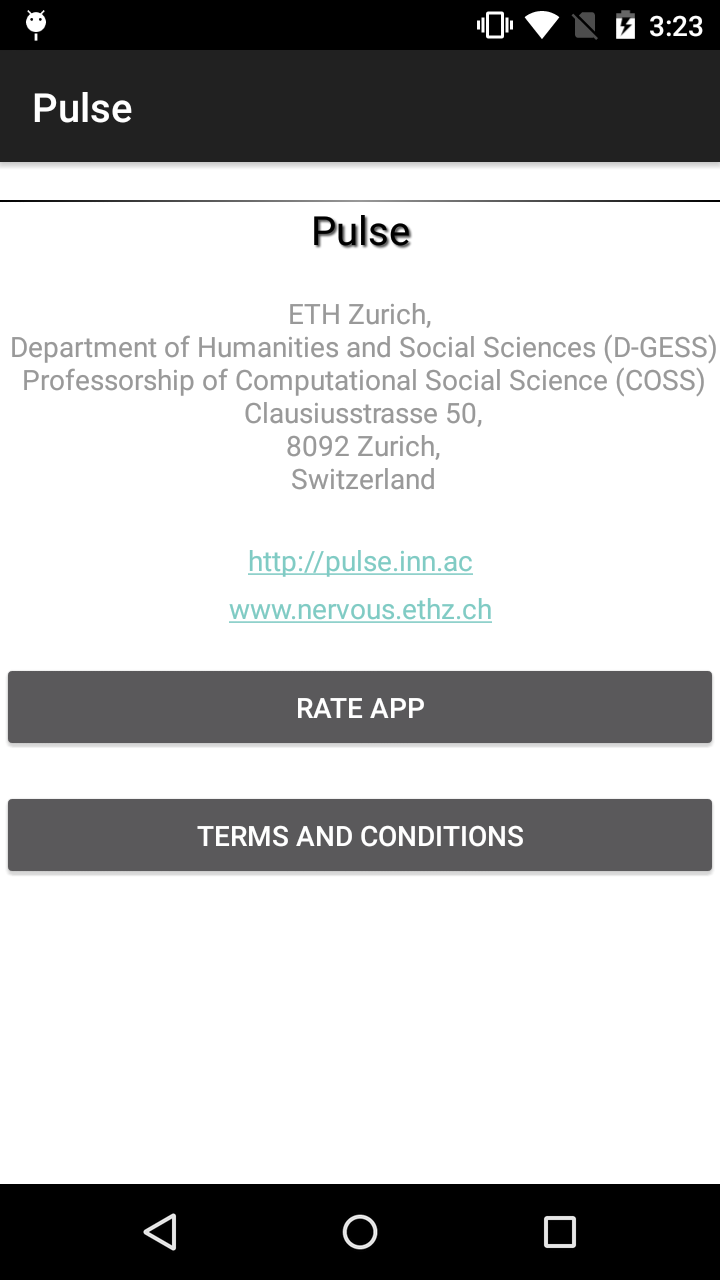 3:23
Pulse
Pulse
ETH Zurich,
Department of Humanities and Social Sciences (D-GESS)
Professorship of Computational Social Science (COSS)
Clausiusstrasse 50,
8092 Zurich,
Switzerland
http://pulse.inn.ac
www.nervous.ethz.ch
RATE APP
TERMS AND CONDITIONS